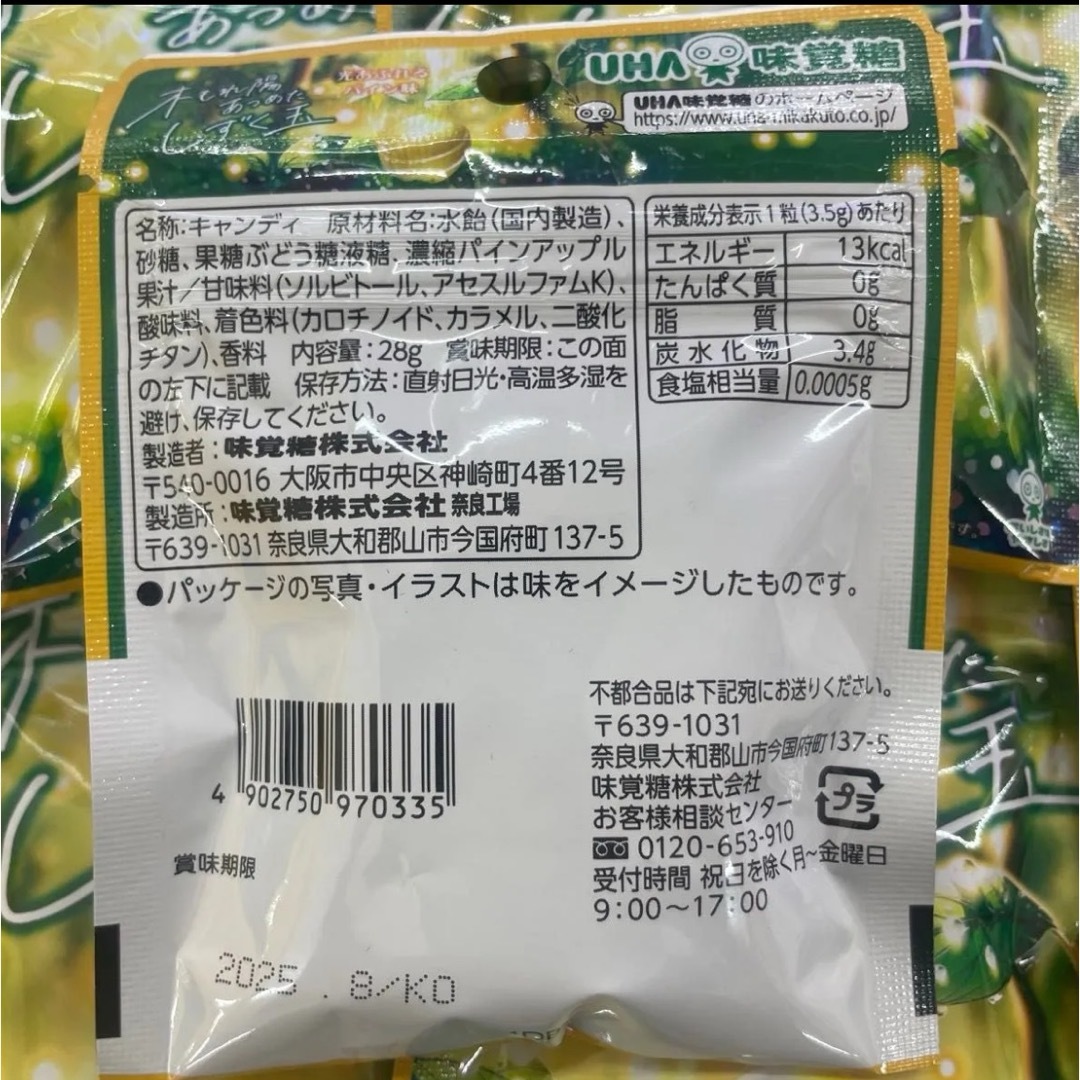 木もれ陽
あつめた
しずく玉
光あふれる
パイン味
UHA 味覚糖
UHA味覚糖のホームページ
https://www.uha-mikakuto.co.jp/
名称:キャンディ 原材料名:水飴(国内製造)、
砂糖、果糖ぶどう糖液糖、濃縮パインアップル
果汁/甘味料(ソルビトール、アセスルファムK)、
酸味料、着色料(カロチノイド、カラメル、二酸化
チタン)、香料 内容量:28g 賞味期限:この面
の左下に記載 保存方法:直射日光・高温多湿を
避け、保存してください。
製造者:味覚糖株式会社
〒540-0016 大阪市中央区神崎町4番12号
製造所:味覚糖株式会社 奈良工場
〒639-1031 奈良県大和郡山市今国府町137-5
栄養成分表示1粒(3.5g)あたり
エネルギー 13kcal
たんぱく質 0g
脂質 0g
炭水化物 3.4g
食塩相当量 0.0005g
●パッケージの写真・イラストは味をイメージしたものです。
4 902750 970335
賞味期限
2025.8/KO
不都合品は下記宛にお送りください。
〒639-1031
奈良県大和郡山市今国府町137-5
味覚糖株式会社
お客様相談センター
0120-653-910
受付時間 祝日を除く月~金曜日
9:00~17:00
プラ